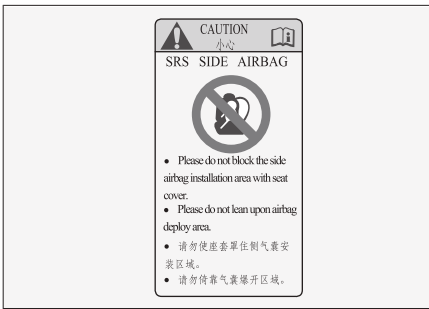 CAUTION
小心
SRS SIDE AIRBAG
• Please do not block the side
airbag installation area with seat
cover.
• Please do not lean upon airbag
deploy area.
• 请勿使座套罩住侧气囊安
装区域。
• 请勿倚靠气囊爆开区域。